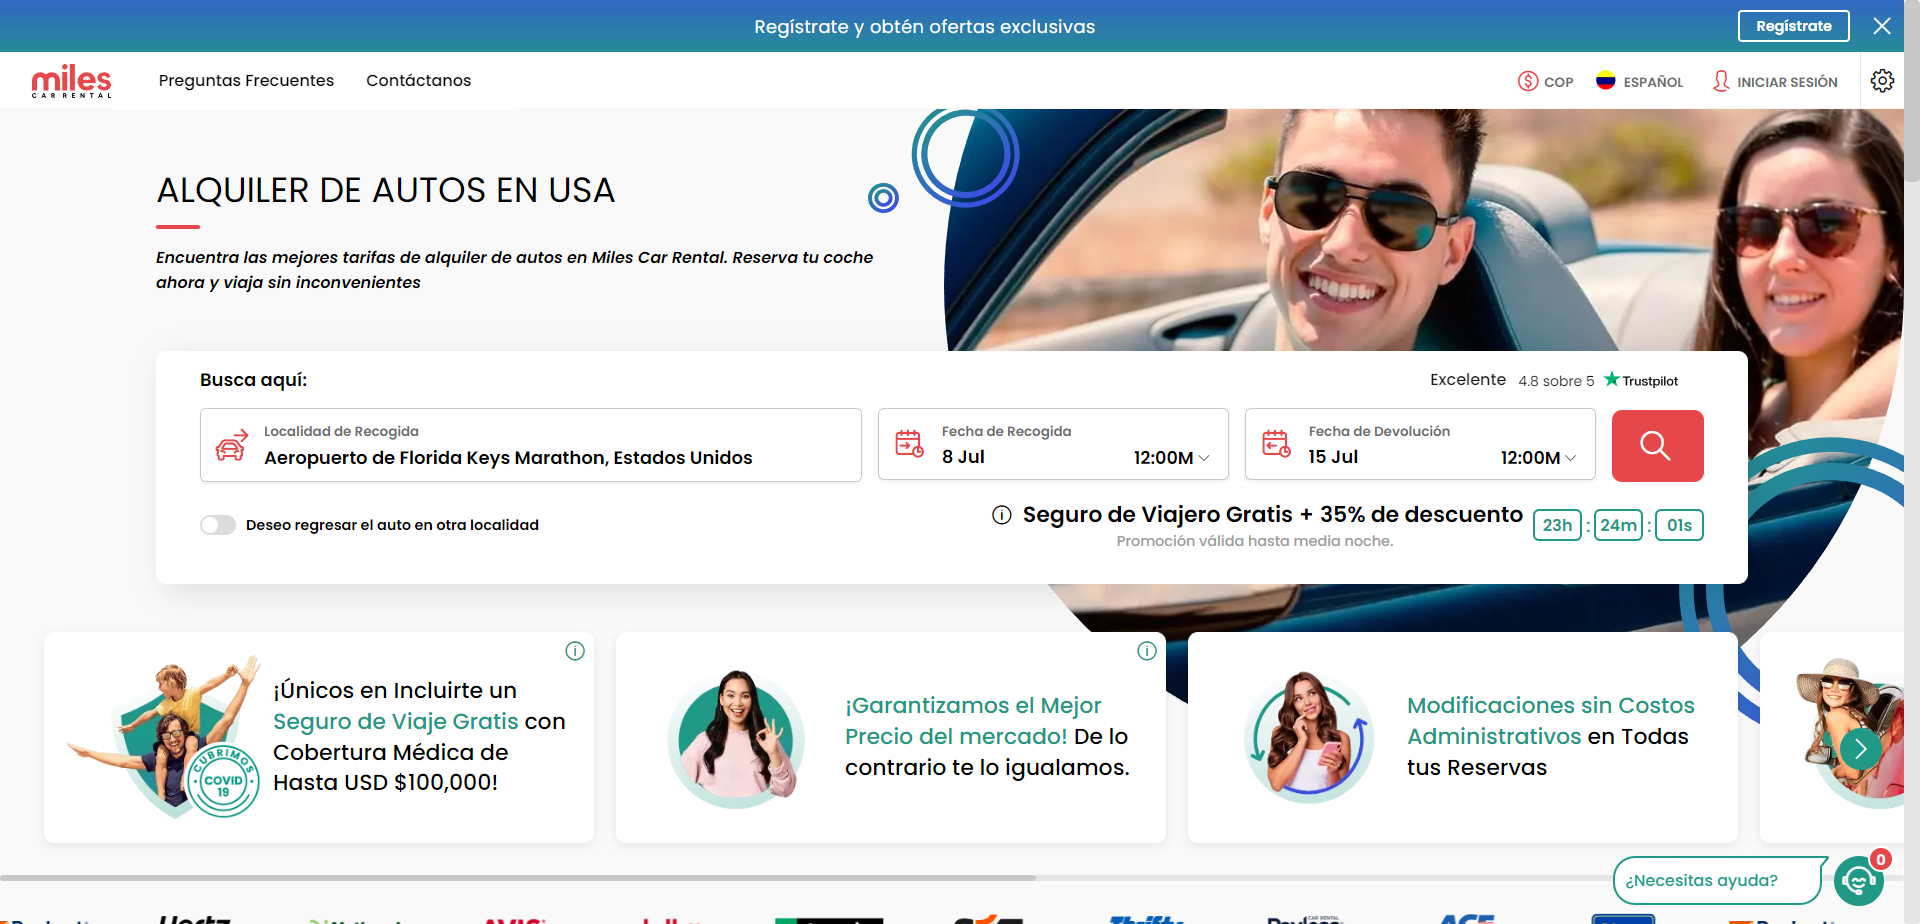 Regístrate y obtén ofertas exclusivas
Regístrate
miles
CAR RENTAL
Preguntas Frecuentes
Contáctanos
COP
ESPAÑOL
INICIAR SESIÓN
ALQUILER DE AUTOS EN USA
Encuentra las mejores tarifas de alquiler de autos en Miles Car Rental. Reserva tu coche
ahora y viaja sin inconvenientes
Busca aquí:
Excelente 4.8 sobre 5 Trustpilot
Localidad de Recogida
Aeropuerto de Florida Keys Marathon, Estados Unidos
Fecha de Recogida
8 Jul 12:00M
Fecha de Devolución
15 Jul 12:00M
Deseo regresar el auto en otra localidad
Seguro de Viajero Gratis + 35% de descuento
Promoción válida hasta media noche.
23h : 24m : 01s
¡Únicos en Incluirte un
Seguro de Viaje Gratis con
Cobertura Médica de
Hasta USD $100,000!
CUBRIMOS
COVID
19
¡Garantizamos el Mejor
Precio del mercado! De lo
contrario te lo igualamos.
Modificaciones sin Costos
Administrativos en Todas
tus Reservas
¿Necesitas ayuda?
0
Hertz
AVIS
Thrifty
ACE